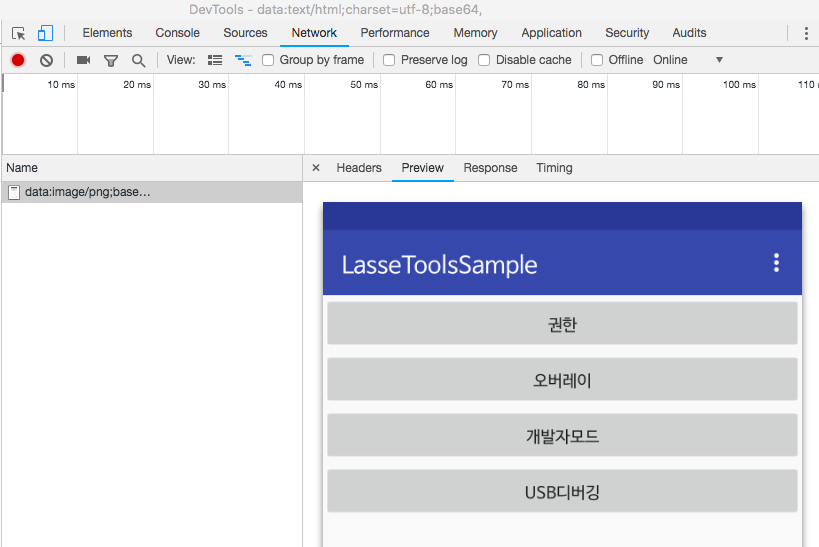 DevTools - data:text/html;charset=utf-8;base64,
Elements Console Sources Network Performance Memory Application Security Audits
View: Group by frame Preserve log Disable cache Offline Online
10 ms 20 ms 30 ms 40 ms 50 ms 60 ms 70 ms 80 ms 90 ms 100 ms 110
Name
× Headers Preview Response Timing
data:image/png;base…
LasseToolsSample
권한
오버레이
개발자모드
USB디버깅